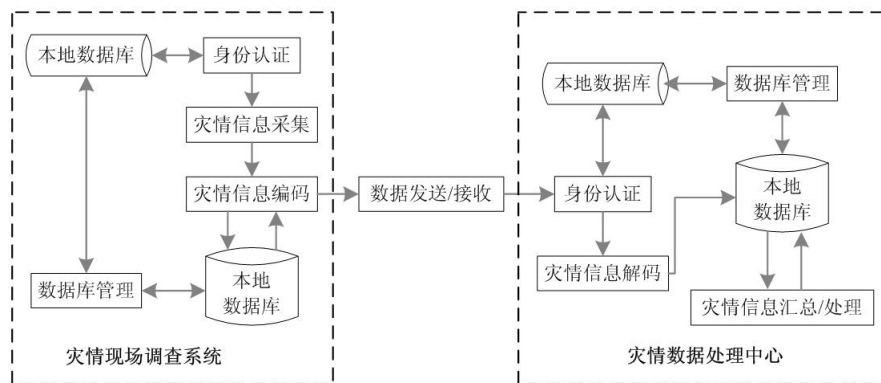 本地数据库
身份认证
灾情信息采集
灾情信息编码
数据库管理
本地
数据库
灾情现场调查系统
数据发送/接收
本地数据库
数据库管理
身份认证
本地
数据库
灾情信息解码
灾情信息汇总/处理
灾情数据处理中心